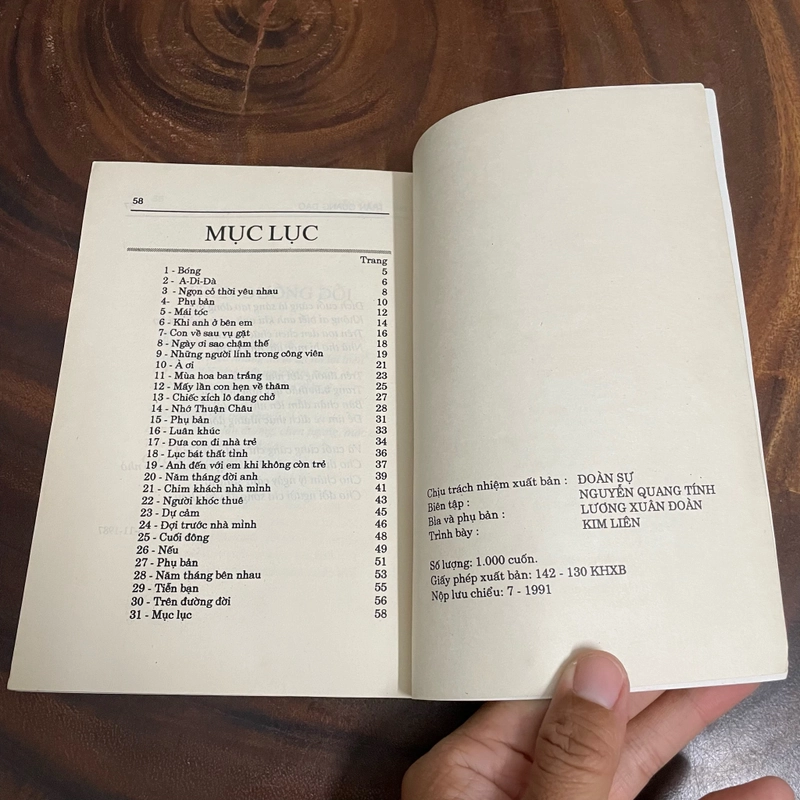 58
MỤC LỤC
Trang
1 - Bóng 5
2 - A-Di-Dà 6
3 - Ngọn cỏ thời yêu nhau 8
4- Phụ bản 10
5 - Mái tóc 12
6 - Khi anh ở bên em 14
7- Con về sau vụ gặt 16
8 - Ngày ơi sao chậm thế 18
9 - Những người lính trong công viên 19
10 - À ơi 21
11 - Mùa hoa ban trắng 23
12 - Mấy lần con hẹn về thăm 25
13 - Chiếc xích lô đang chở 27
14 - Nhớ Thuận Châu 28
15 - Phụ bản 31
16 - Luân khúc 33
17 - Đưa con đi nhà trẻ 34
18 - Lục bát thất tình 36
19 - Anh đến với em khi không còn trẻ 37
20 - Năm tháng dời anh 39
21 - Chim khách nhà mình 41
22 - Người khóc thuê 43
23 - Dự cảm 45
24 - Đợi trước nhà mình 46
25 - Cuối đông 48
26 - Nếu 49
27 - Phụ bản 51
28 - Năm tháng bên nhau 53
29 - Tiễn bạn 55
30 - Trên đường đời 56
31 - Mục lục 58
Chịu trách nhiệm xuất bản : ĐOÀN SỰ
Biên tập : NGUYỄN QUANG TÍNH
Bìa và phụ bản : LƯƠNG XUÂN ĐOÀN
Trình bày : KIM LIÊN
Số lượng: 1.000 cuốn.
Giấy phép xuất bản: 142 - 130 KHXB
Nộp lưu chiểu: 7 - 1991